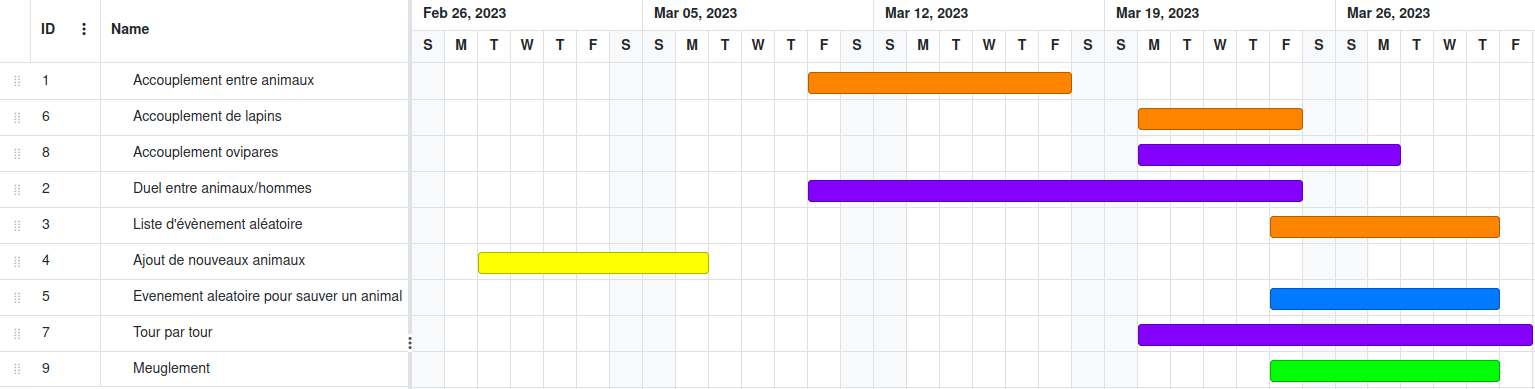 ID Name Feb 26, 2023 Mar 05, 2023 Mar 12, 2023 Mar 19, 2023 Mar 26, 2023
S M T W T F S S M T W T F S S M T W T F S S M T W T F S S M T W T F
1 Accouplement entre animaux
6 Accouplement de lapins
8 Accouplement ovipares
2 Duel entre animaux/hommes
3 Liste d'évènement aléatoire
4 Ajout de nouveaux animaux
5 Evenement aleatoire pour sauver un animal
7 Tour par tour
9 Meuglement